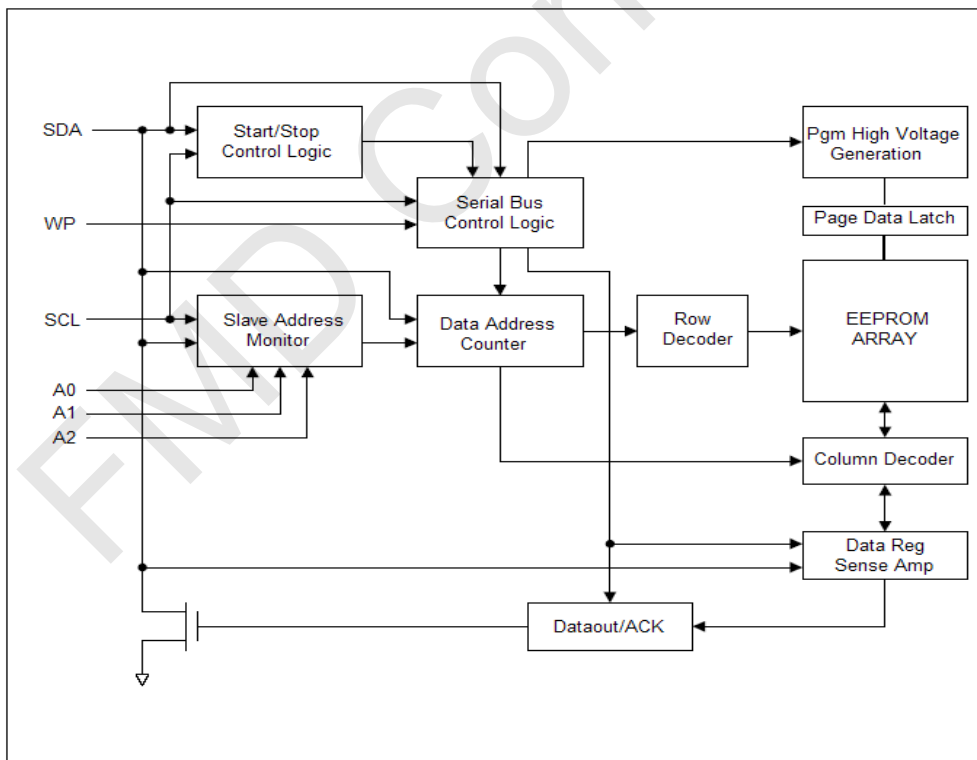 SDA
Start/Stop
Control Logic
Pgm High Voltage
Generation
Serial Bus
Control Logic
WP
Page Data Latch
SCL
Slave Address
Monitor
Data Address
Counter
Row
Decoder
EEPROM
ARRAY
A0
A1
A2
Column Decoder
Data Reg
Sense Amp
Dataout/ACK
FMD Con